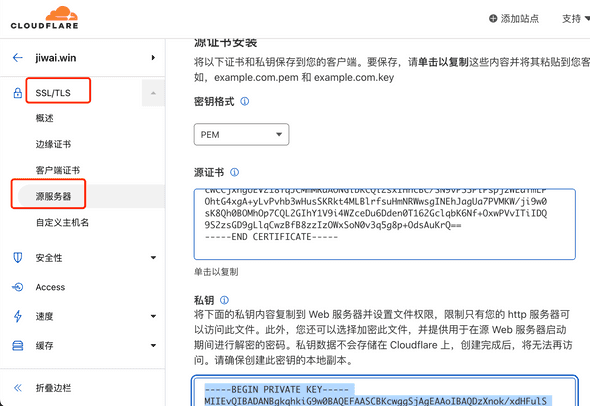 CLOUDFLARE
添加站点
支持
jiwai.win
SSL/TLS
概述
边缘证书
客户端证书
源服务器
自定义主机名
安全性
Access
速度
缓存
折叠边栏
源证书安装
将以下证书和私钥保存到您的客户端。要保存，请单击以复制这些内容并将其粘贴到您客
如，example.com.pem 和 example.com.key
密钥格式
PEM
源证书
OhtG4xgA+yLvPvhb3wHusSKRkt4MLBlrfsuHmNRWwsgINEhJagUa7PVMKW/ji9w0
sK8Qh0BOMhOp7CQL2GIhY1V9i4WZceDu6Dden0T162GclqbK6Nf+OxwPVvITiIDQ
9S2zsGD9gLlqCwzBfB8zzIzOWxSoN0v3q5g8p+OdsAuKrQ==
-----END CERTIFICATE-----
单击以复制
私钥
将下面的私钥内容复制到 Web 服务器并设置文件权限，限制只有您的 http 服务器可
以访问此文件。此外，您还可以选择加密此文件，并提供用于在源 Web 服务器启动
期间进行解密的密码。私钥数据不会存储在 Cloudflare 上，创建完成后，将无法再访
问。请确保创建此密钥的本地副本。
-----BEGIN PRIVATE KEY-----
MIIEvQIBADANBgkqhkiG9w0BAQEFAASCBKcwggSjAgEAAoIBAQDzXnok/xdHFulS